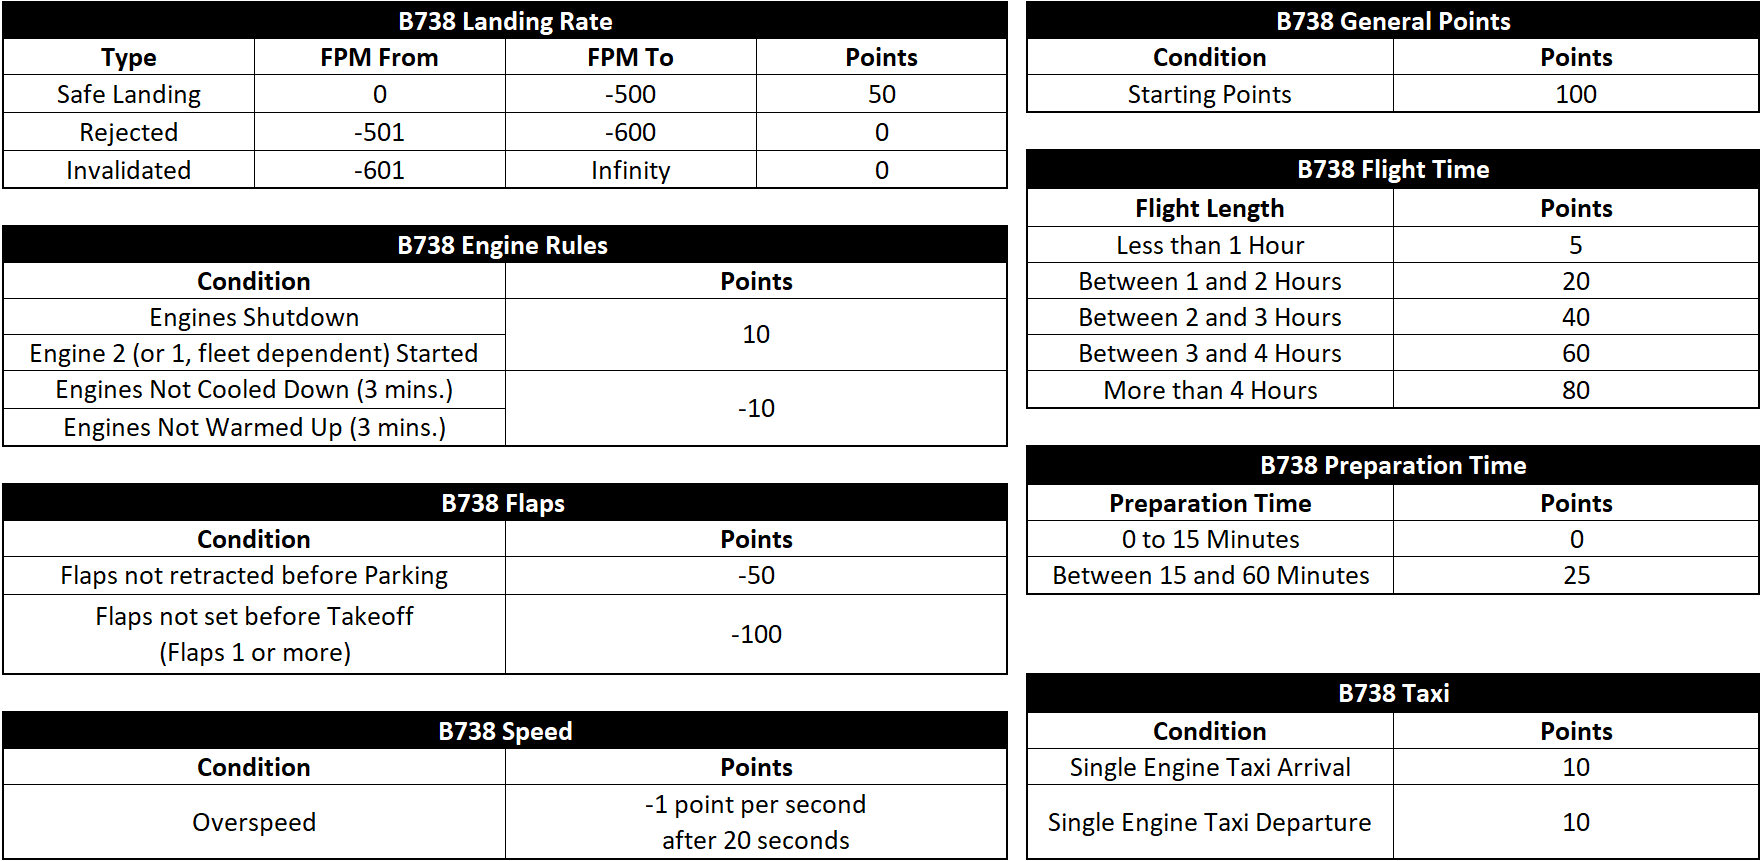 B738 Landing Rate
Type FPM From FPM To Points
Safe Landing 0 -500 50
Rejected -501 -600 0
Invalidated -601 Infinity 0
B738 Engine Rules
Condition Points
Engines Shutdown
10
Engine 2 (or 1, fleet dependent) Started
Engines Not Cooled Down (3 mins.)
-10
Engines Not Warmed Up (3 mins.)
B738 Flaps
Condition Points
Flaps not retracted before Parking -50
Flaps not set before Takeoff
(Flaps 1 or more)
-100
B738 Speed
Condition Points
Overspeed
-1 point per second
after 20 seconds
B738 General Points
Condition Points
Starting Points 100
B738 Flight Time
Flight Length Points
Less than 1 Hour 5
Between 1 and 2 Hours 20
Between 2 and 3 Hours 40
Between 3 and 4 Hours 60
More than 4 Hours 80
B738 Preparation Time
Preparation Time Points
0 to 15 Minutes 0
Between 15 and 60 Minutes 25
B738 Taxi
Condition Points
Single Engine Taxi Arrival 10
Single Engine Taxi Departure 10